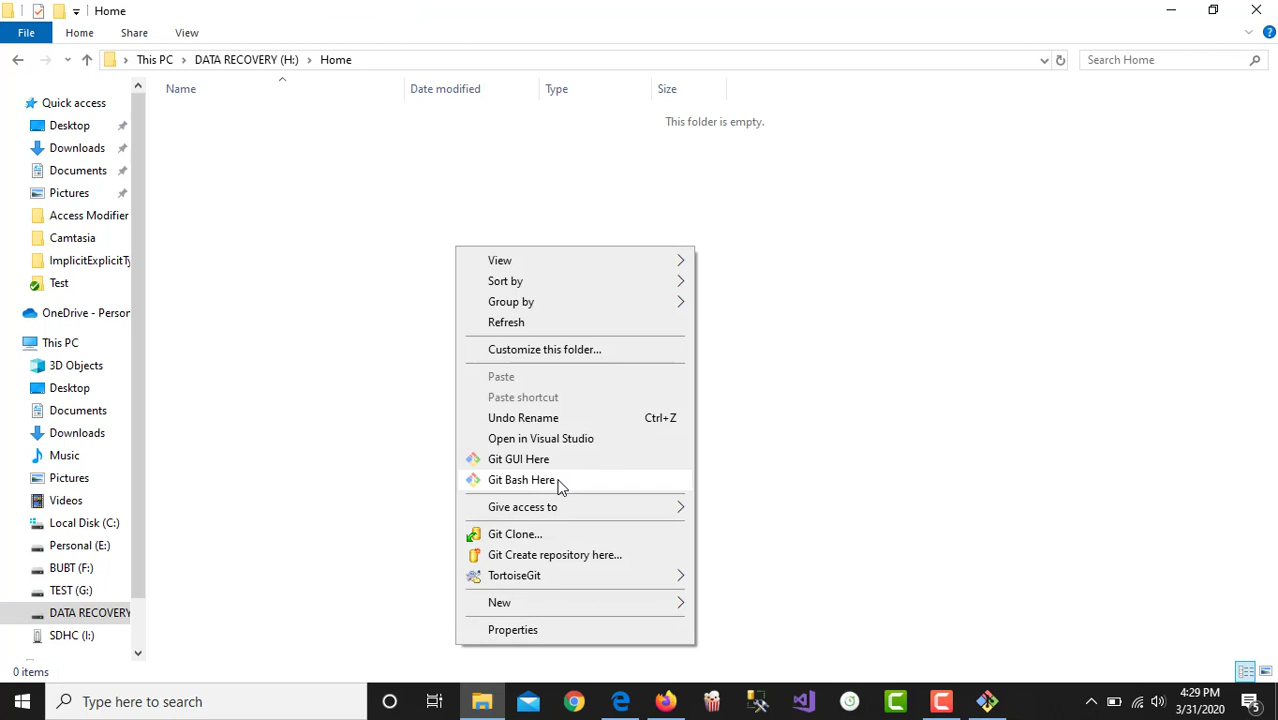 Home
File
Home
Share
View
This PC
DATA RECOVERY (H:)
Home
Search Home
Name
Date modified
Type
Size
This folder is empty.
Quick access
Desktop
Downloads
Documents
Pictures
Access Modifier
Camtasia
ImplicitExplicitTy
Test
OneDrive - Person
This PC
3D Objects
Desktop
Documents
Downloads
Music
Pictures
Videos
Local Disk (C:)
Personal (E:)
BUBT (F:)
TEST (G:)
DATA RECOVERY
SDHC (I:)
View
Sort by
Group by
Refresh
Customize this folder...
Paste
Paste shortcut
Undo Rename Ctrl+Z
Open in Visual Studio
Git GUI Here
Git Bash Here
Give access to
Git Clone...
Git Create repository here...
TortoiseGit
New
Properties
0 items
Type here to search
4:29 PM
3/31/2020
5